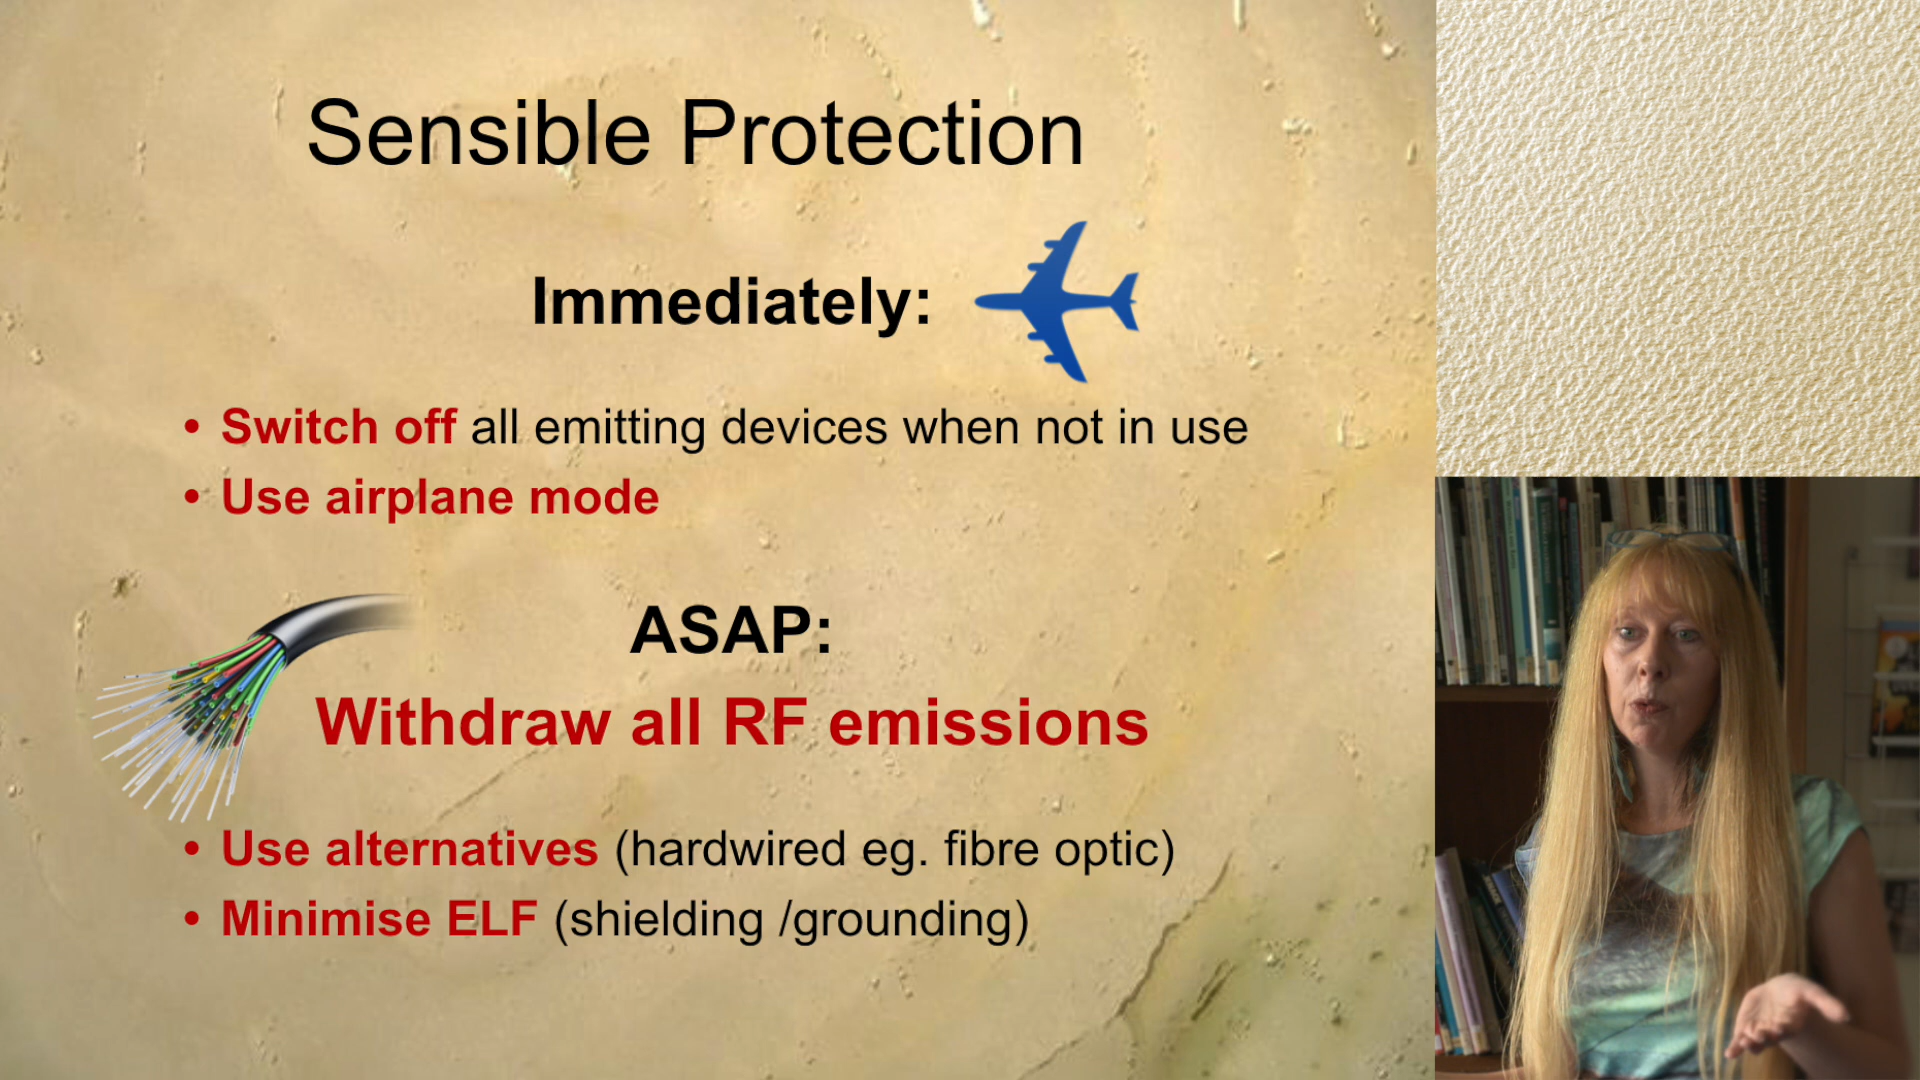 Sensible Protection
Immediately:
• Switch off all emitting devices when not in use
• Use airplane mode
ASAP:
Withdraw all RF emissions
• Use alternatives (hardwired eg. fibre optic)
• Minimise ELF (shielding /grounding)